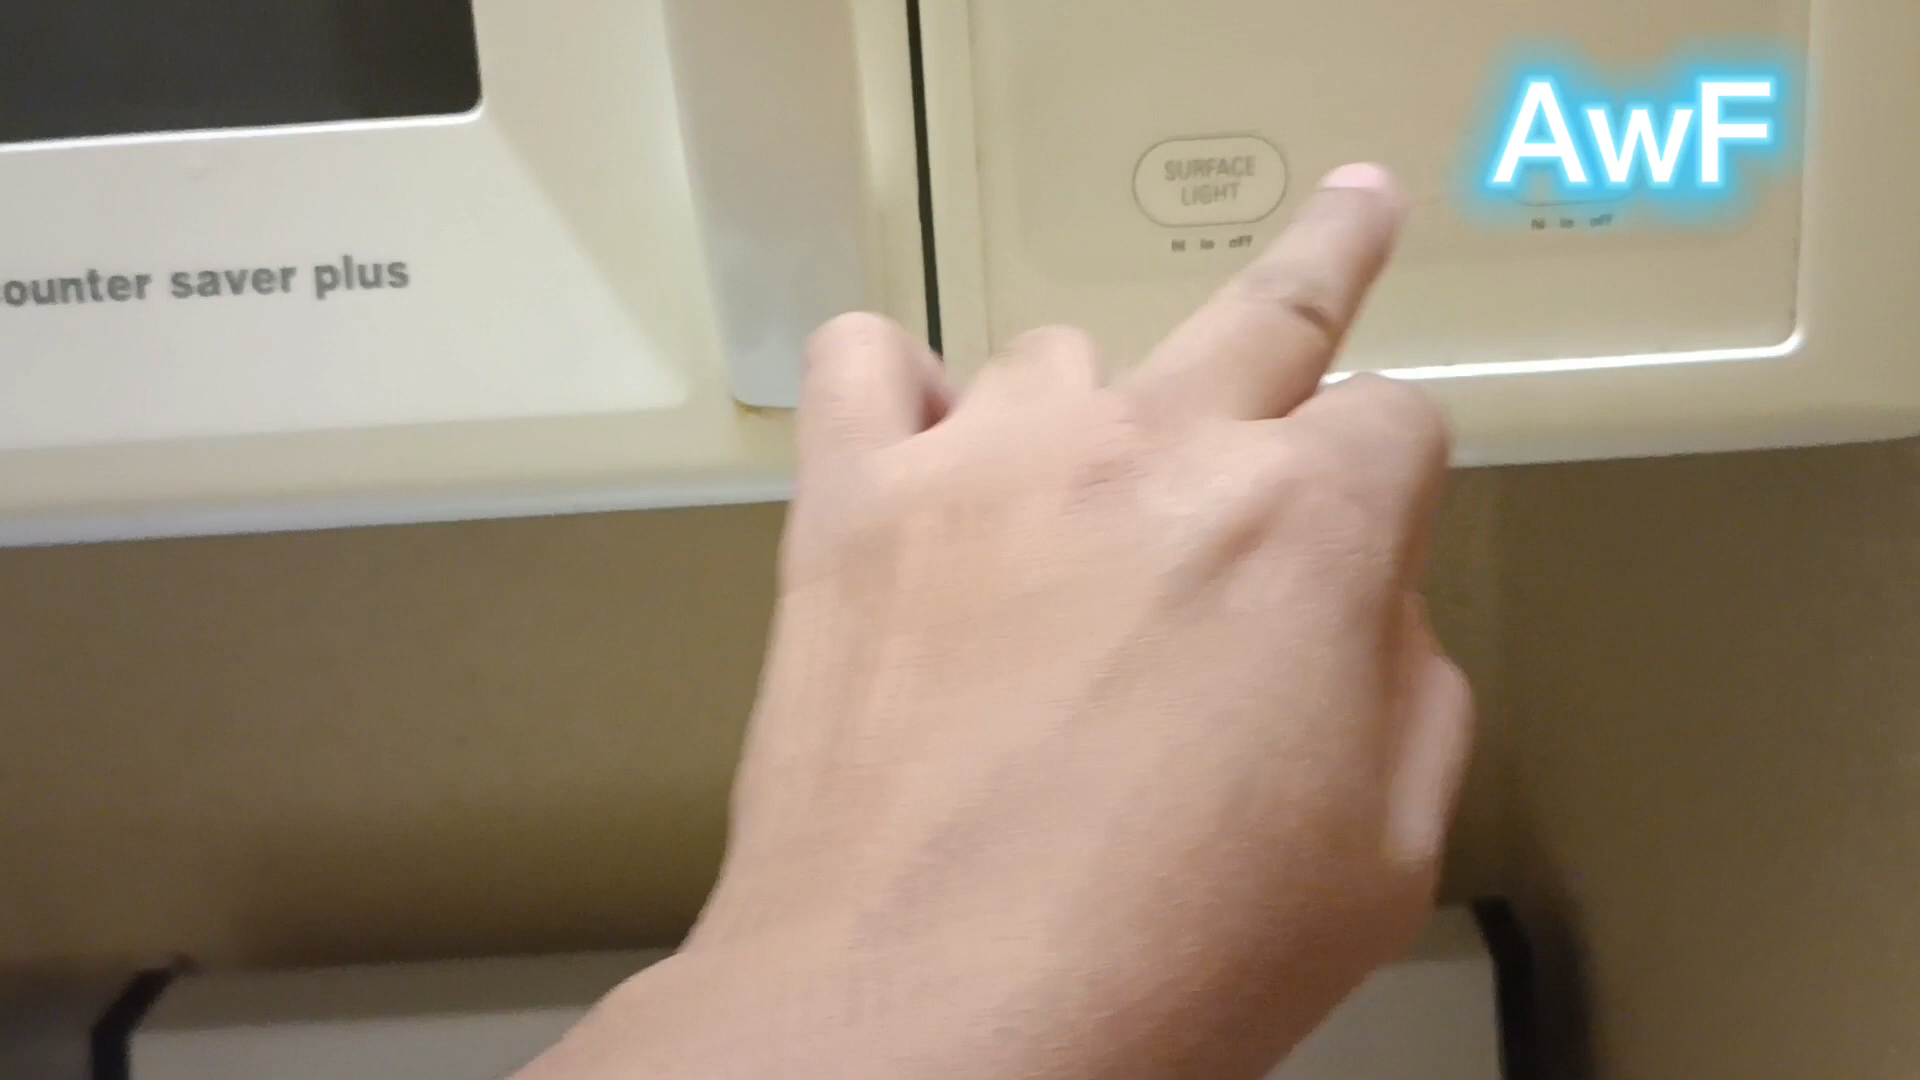 AwF
SURFACE
LIGHT
hi lo off
hi lo off
ounter saver plus